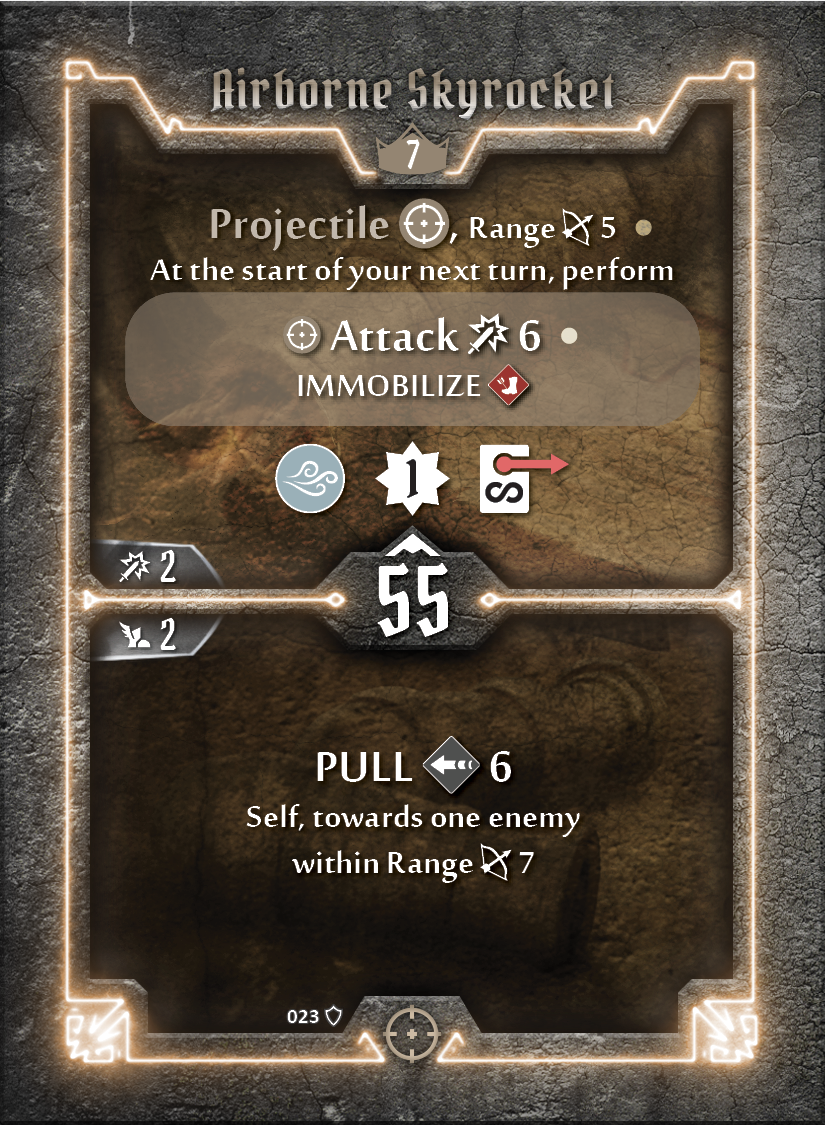 Airborne Skyrocket
7
Projectile , Range 5
At the start of your next turn, perform
Attack 6
IMMOBILIZE
1
S
2
55
2
PULL 6
Self, towards one enemy
within Range 7
023